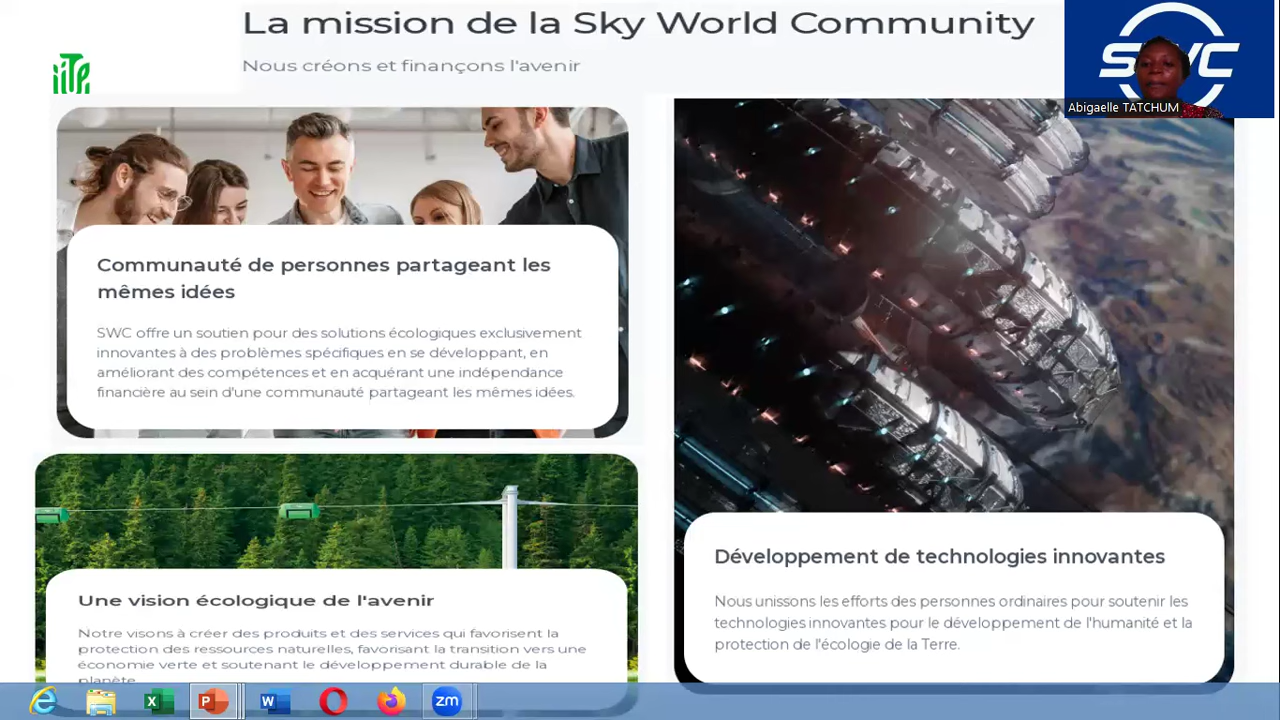 La mission de la Sky World Community
Nous créons et finançons l'avenir
SWC
Abigaelle TATCHUM
Communauté de personnes partageant les
mêmes idées
SWC offre un soutien pour des solutions écologiques exclusivement
innovantes à des problèmes spécifiques en se développant, en
améliorant des compétences et en acquérant une indépendance
financière au sein d'une communauté partageant les mêmes idées.
Une vision écologique de l'avenir
Notre visons à créer des produits et des services qui favorisent la
protection des ressources naturelles, favorisant la transition vers une
économie verte et soutenant le développement durable de la
planète.
Développement de technologies innovantes
Nous unissons les efforts des personnes ordinaires pour soutenir les
technologies innovantes pour le développement de l'humanité et la
protection de l'écologie de la Terre.
zm